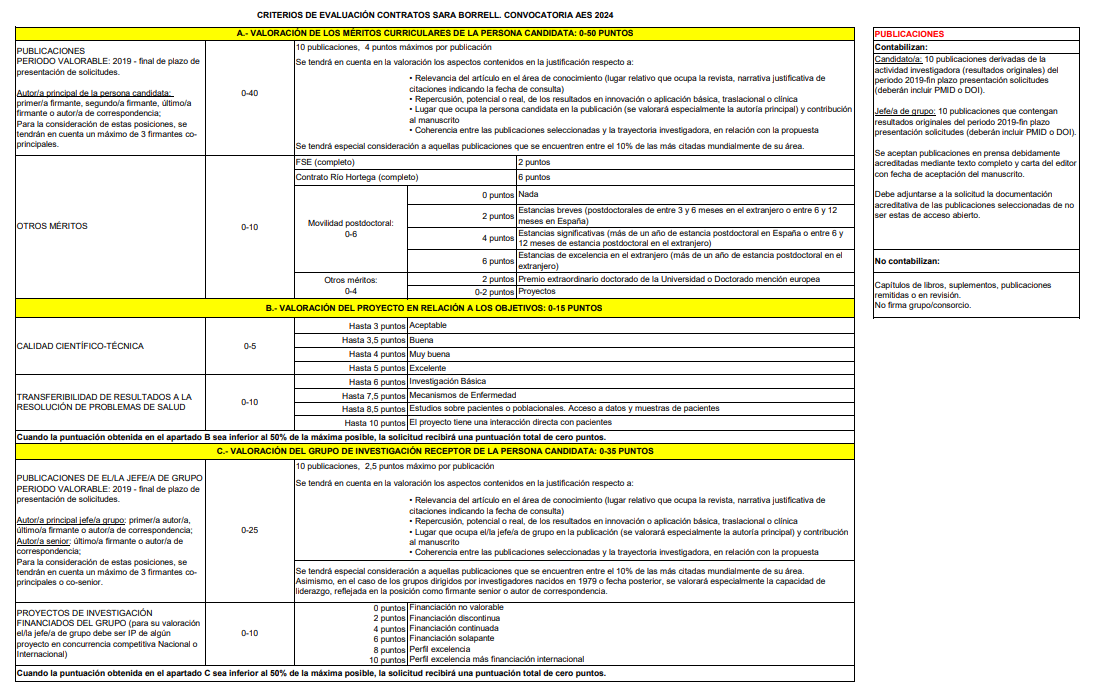 CRITERIOS DE EVALUACIÓN CONTRATOS SARA BORRELL. CONVOCATORIA AES 2024
A.- VALORACIÓN DE LOS MÉRITOS CURRICULARES DE LA PERSONA CANDIDATA: 0-50 PUNTOS
PUBLICACIONES
PERIODO VALORABLE: 2019 - final de plazo de
presentación de solicitudes.
Autor/a principal de la persona candidata:
primer/a firmante, segundo/a firmante, último/a
firmante o autor/a de correspondencia;
Para la consideración de estas posiciones, se
tendrán en cuenta un máximo de 3 firmantes co-
principales.
0-40
10 publicaciones, 4 puntos máximos por publicación
Se tendrá en cuenta en la valoración los aspectos contenidos en la justificación respecto a:
• Relevancia del artículo en el área de conocimiento (lugar relativo que ocupa la revista, narrativa justificativa de
citaciones indicando la fecha de consulta)
• Repercusión, potencial o real, de los resultados en innovación o aplicación básica, traslacional o clínica
• Lugar que ocupa la persona candidata en la publicación (se valorará especialmente la autoría principal) y contribución
al manuscrito
• Coherencia entre las publicaciones seleccionadas y la trayectoria investigadora, en relación con la propuesta
Se tendrá especial consideración a aquellas publicaciones que se encuentren entre el 10% de las más citadas mundialmente de su área.
OTROS MÉRITOS
0-10
FSE (completo)
2 puntos
Contrato Río Hortega (completo)
6 puntos
Movilidad postdoctoral:
0-6
0 puntos Nada
2 puntos Estancias breves (postdoctorales de entre 3 y 6 meses en el extranjero o entre 6 y 12
meses en España)
4 puntos Estancias significativas (más de un año de estancia postdoctoral en España o entre 6 y
12 meses de estancia postdoctoral en el extranjero)
6 puntos Estancias de excelencia en el extranjero (más de un año de estancia postdoctoral en el
extranjero)
Otros méritos:
0-4
2 puntos Premio extraordinario doctorado de la Universidad o Doctorado mención europea
0-2 puntos Proyectos
B.- VALORACIÓN DEL PROYECTO EN RELACIÓN A LOS OBJETIVOS: 0-15 PUNTOS
CALIDAD CIENTÍFICO-TÉCNICA
0-5
Hasta 3 puntos Aceptable
Hasta 3,5 puntos Buena
Hasta 4 puntos Muy buena
Hasta 5 puntos Excelente
TRANSFERIBILIDAD DE RESULTADOS A LA
RESOLUCIÓN DE PROBLEMAS DE SALUD
0-10
Hasta 6 puntos Investigación Básica
Hasta 7,5 puntos Mecanismos de Enfermedad
Hasta 8,5 puntos Estudios sobre pacientes o poblacionales. Acceso a datos y muestras de pacientes
Hasta 10 puntos El proyecto tiene una interacción directa con pacientes
Cuando la puntuación obtenida en el apartado B sea inferior al 50% de la máxima posible, la solicitud recibirá una puntuación total de cero puntos.
C.- VALORACIÓN DEL GRUPO DE INVESTIGACIÓN RECEPTOR DE LA PERSONA CANDIDATA: 0-35 PUNTOS
PUBLICACIONES DE EL/LA JEFE/A DE GRUPO
PERIODO VALORABLE: 2019 - final de plazo de
presentación de solicitudes.
Autor/a principal jefe/a grupo: primer/a autor/a,
último/a firmante o autor/a de correspondencia;
Autor/a senior: último/a firmante o autor/a de
correspondencia;
Para la consideración de estas posiciones, se
tendrán en cuenta un máximo de 3 firmantes co-
principales o co-senior.
0-25
10 publicaciones, 2,5 puntos máximo por publicación
Se tendrá en cuenta en la valoración los aspectos contenidos en la justificación respecto a:
• Relevancia del artículo en el área de conocimiento (lugar relativo que ocupa la revista, narrativa justificativa de
citaciones indicando la fecha de consulta)
• Repercusión, potencial o real, de los resultados en innovación o aplicación básica, traslacional o clínica
• Lugar que ocupa el/la jefe/a de grupo en la publicación (se valorará especialmente la autoría principal) y contribución
al manuscrito
• Coherencia entre las publicaciones seleccionadas y la trayectoria investigadora, en relación con la propuesta
Se tendrá especial consideración a aquellas publicaciones que se encuentren entre el 10% de las más citadas mundialmente de su área.
Asimismo, en el caso de los grupos dirigidos por investigadores nacidos en 1979 o fecha posterior, se valorará especialmente la capacidad de
liderazgo, reflejada en la posición como firmante senior o autor de correspondencia.
PROYECTOS DE INVESTIGACIÓN
FINANCIADOS DEL GRUPO (para su valoración
el/la jefe/a de grupo debe ser IP de algún
proyecto en concurrencia competitiva Nacional o
Internacional)
0-10
0 puntos Financiación no valorable
2 puntos Financiación discontinua
4 puntos Financiación continuada
6 puntos Financiación solapante
8 puntos Perfil excelencia
10 puntos Perfil excelencia más financiación internacional
Cuando la puntuación obtenida en el apartado C sea inferior al 50% de la máxima posible, la solicitud recibirá una puntuación total de cero puntos.
PUBLICACIONES
Contabilizan:
Candidato/a: 10 publicaciones derivadas de la
actividad investigadora (resultados originales) del
periodo 2019-fin plazo presentación solicitudes
(deberán incluir PMID o DOI).
Jefe/a de grupo: 10 publicaciones que contengan
resultados originales del periodo 2019-fin plazo
presentación solicitudes (deberán incluir PMID o DOI).
Se aceptan publicaciones en prensa debidamente
acreditadas mediante texto completo y carta del editor
con fecha de aceptación del manuscrito.
Debe adjuntarse a la solicitud la documentación
acreditativa de las publicaciones seleccionadas de no
ser estas de acceso abierto.
No contabilizan:
Capítulos de libros, suplementos, publicaciones
remitidas o en revisión.
No firma grupo/consorcio.